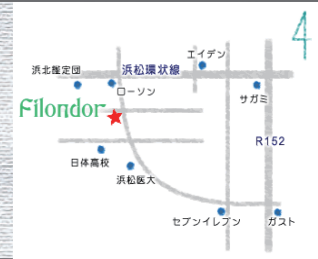 4
エイデン
浜北鑑定団
浜松環状線
ローソン
サガミ
Filondor
R152
日体高校
浜松医大
セブンイレブン
ガスト